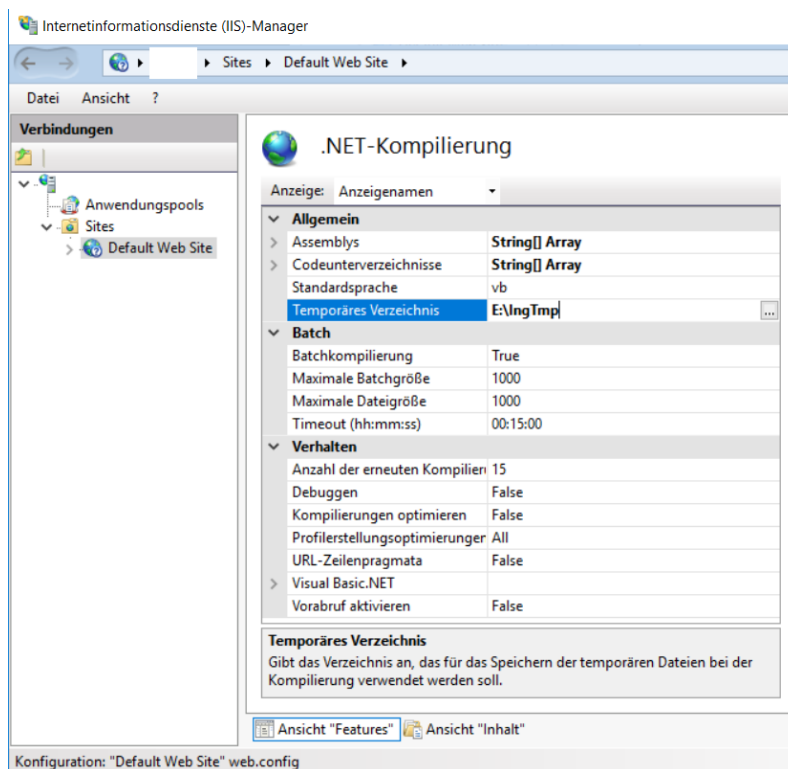 Internetinformationsdienste (IIS)-Manager
Sites Default Web Site
Datei Ansicht ?
Verbindungen
Anwendungspools
Sites
Default Web Site
.NET-Kompilierung
Anzeige: Anzeigenamen
Allgemein
Assemblys String[] Array
Codeunterverzeichnisse String[] Array
Standardsprache vb
Temporäres Verzeichnis E:\IngTmp ...
Batch
Batchkompilierung True
Maximale Batchgröße 1000
Maximale Dateigröße 1000
Timeout (hh:mm:ss) 00:15:00
Verhalten
Anzahl der erneuten Kompilier 15
Debuggen False
Kompilierungen optimieren False
Profilerstellungsoptimierunger All
URL-Zeilenpragmata False
Visual Basic.NET
Vorabruf aktivieren False
Temporäres Verzeichnis
Gibt das Verzeichnis an, das für das Speichern der temporären Dateien bei der
Kompilierung verwendet werden soll.
Ansicht "Features" Ansicht "Inhalt"
Konfiguration: "Default Web Site" web.config